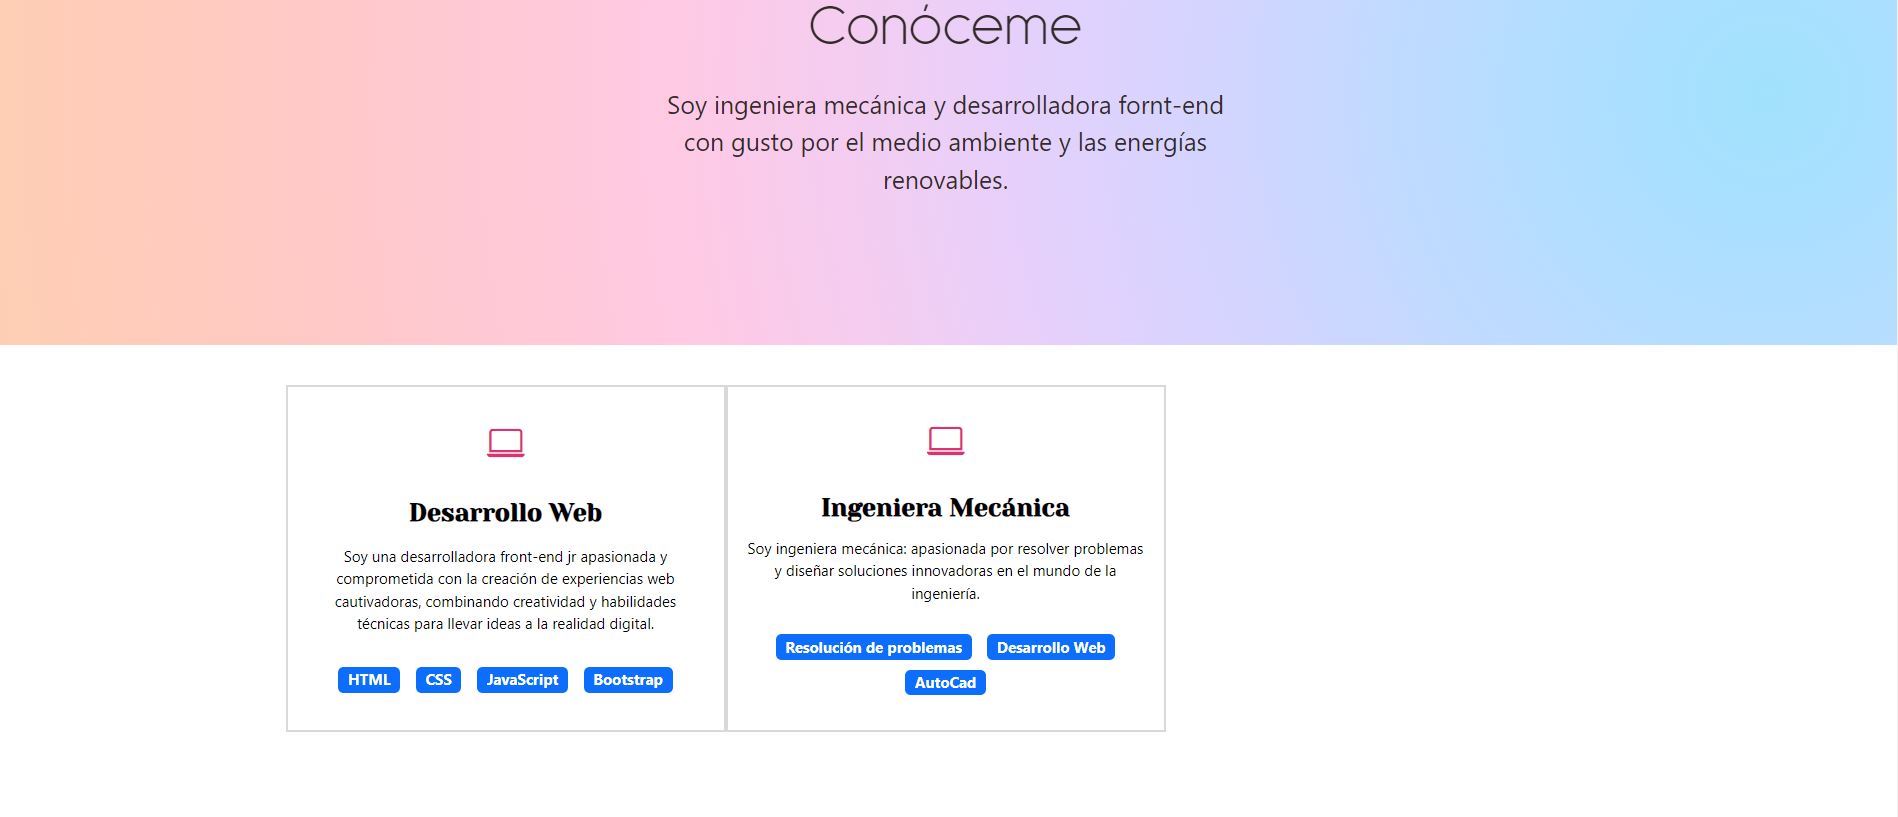 Conóceme
Soy ingeniera mecánica y desarrolladora fornt-end
con gusto por el medio ambiente y las energías
renovables.
Desarrollo Web
Soy una desarrolladora front-end jr apasionada y
comprometida con la creación de experiencias web
cautivadoras, combinando creatividad y habilidades
técnicas para llevar ideas a la realidad digital.
HTML CSS JavaScript Bootstrap
Ingeniera Mecánica
Soy ingeniera mecánica: apasionada por resolver problemas
y diseñar soluciones innovadoras en el mundo de la
ingeniería.
Resolución de problemas Desarrollo Web
AutoCad